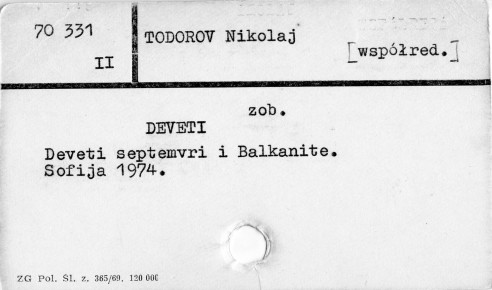 70 331
II
TODOROV Nikolaj
[współred.]
zob.
DEVETI
Deveti septemvri i Balkanite.
Sofija 1974.
ZG Pol. Śl. z. 365/69. 120 000